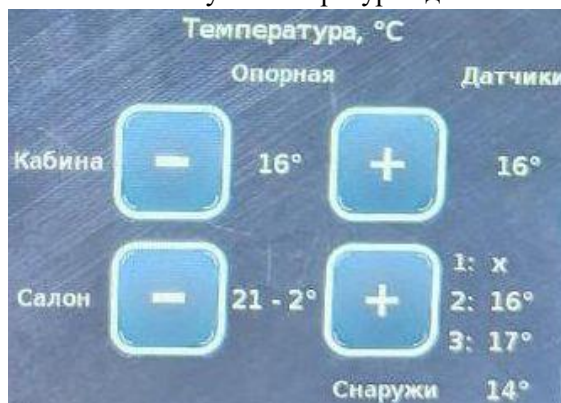 Температура, °C
Опорная Датчики
Кабина − 16° + 16°
Салон − 21 - 2° + 1: x
2: 16°
3: 17°
Снаружи 14°